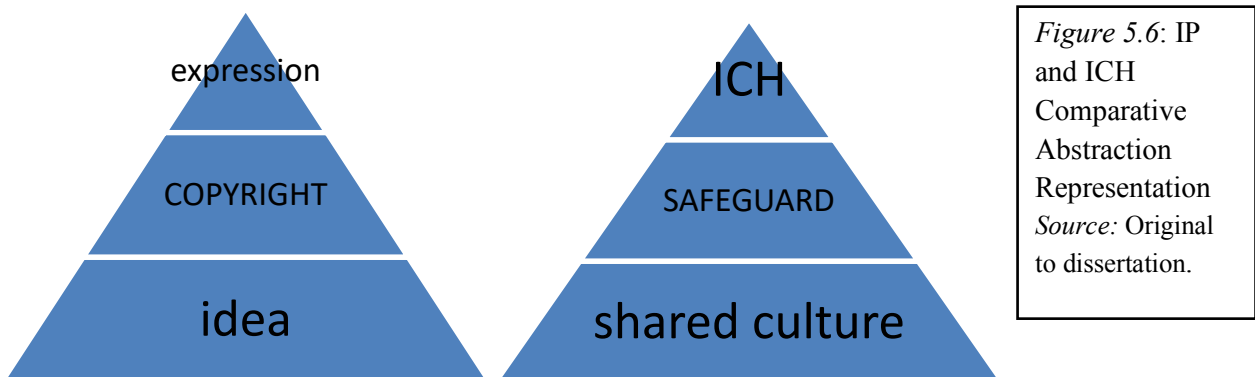 expression
COPYRIGHT
idea
ICH
SAFEGUARD
shared culture
Figure 5.6: IP
and ICH
Comparative
Abstraction
Representation
Source: Original
to dissertation.